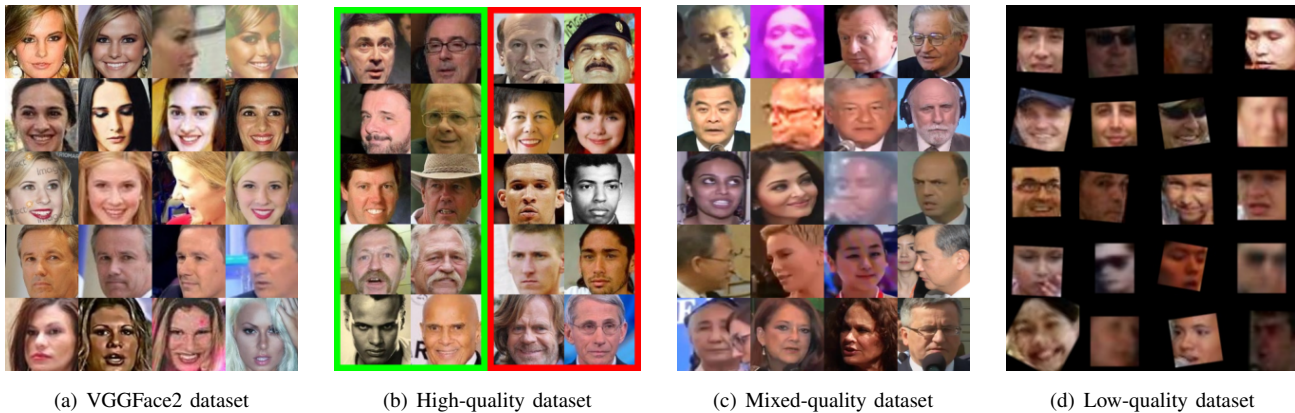 (a) VGGFace2 dataset
(b) High-quality dataset
(c) Mixed-quality dataset
(d) Low-quality dataset